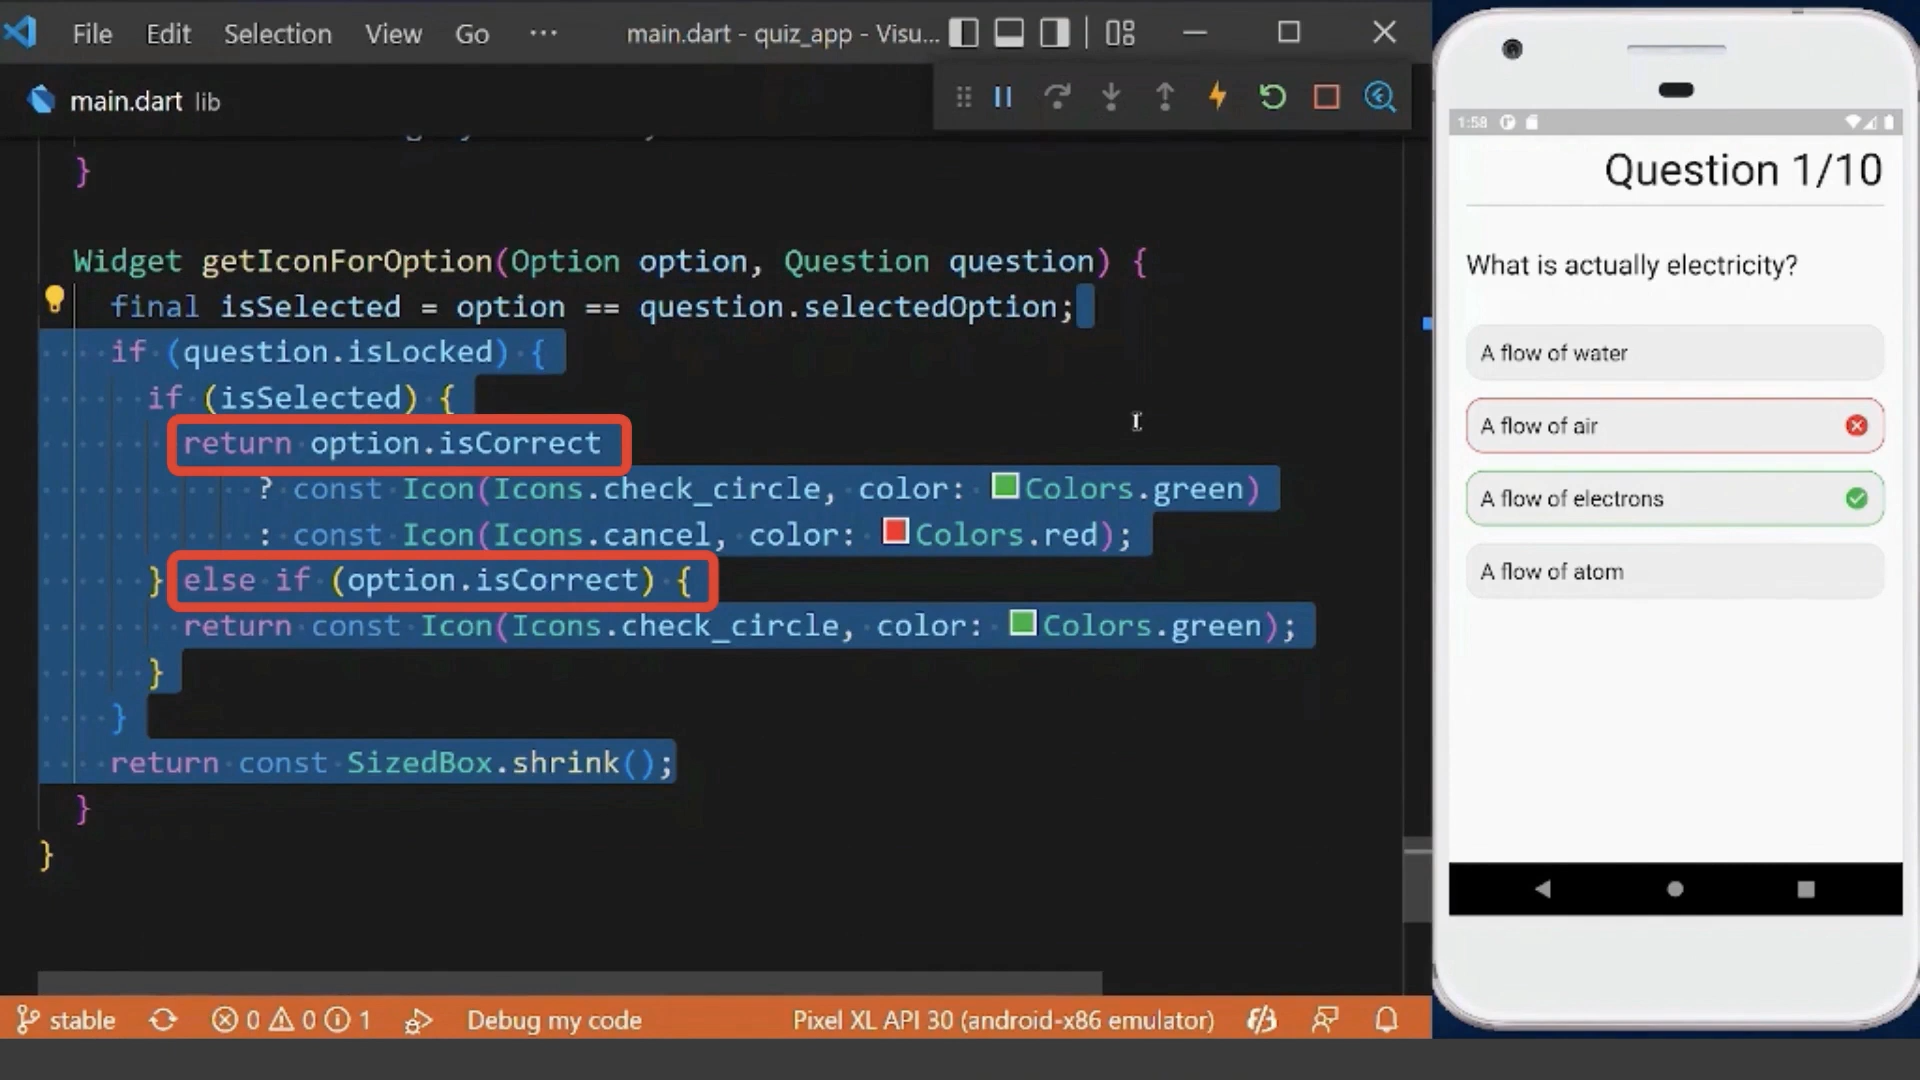 File Edit Selection View Go ··· main.dart - quiz_app - Visu...
main.dart lib
}
Widget getIconForOption(Option option, Question question) {
final isSelected = option == question.selectedOption;
if (question.isLocked) {
if (isSelected) {
return option.isCorrect
? const Icon(Icons.check_circle, color: Colors.green)
: const Icon(Icons.cancel, color: Colors.red);
} else if (option.isCorrect) {
return const Icon(Icons.check_circle, color: Colors.green);
}
}
return const SizedBox.shrink();
}
}
stable 0 0 1 Debug my code Pixel XL API 30 (android-x86 emulator)
1:58
Question 1/10
What is actually electricity?
A flow of water
A flow of air
A flow of electrons
A flow of atom